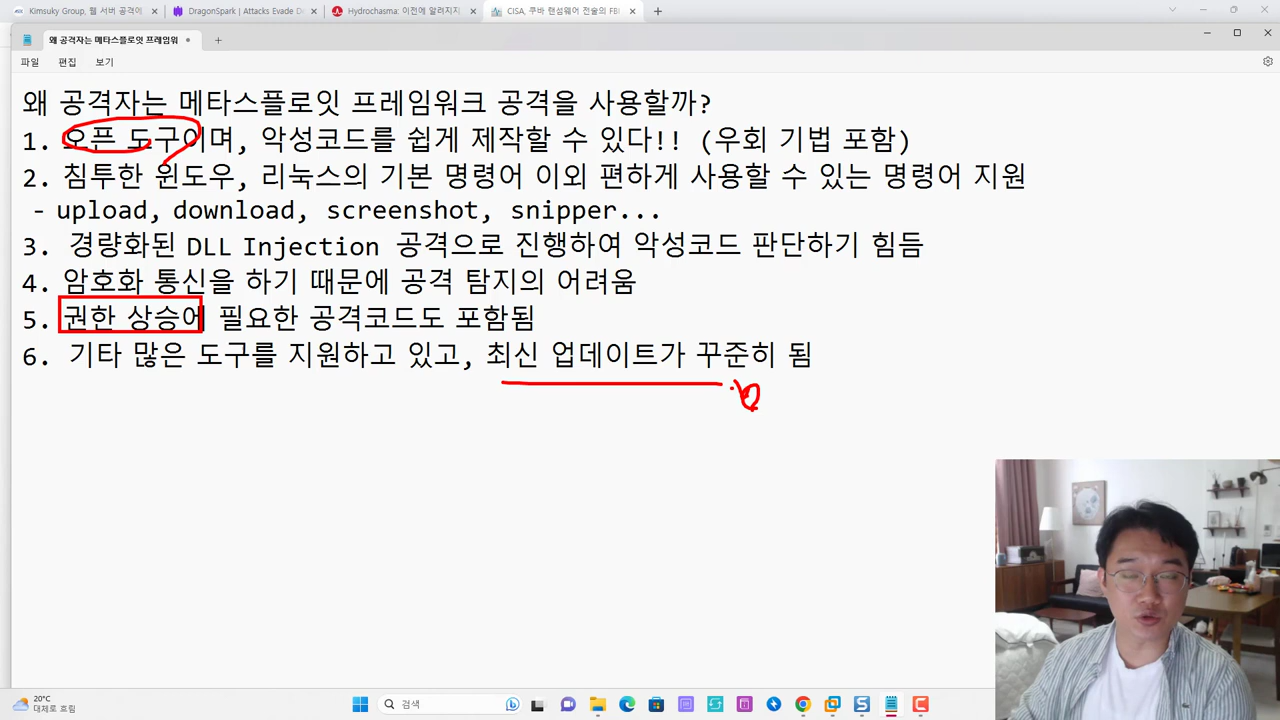 Kimsuky Group, 웹 서버 공격이
DragonSpark | Attacks Evade De
Hydrochasma: 이전에 알려지지
CISA, 쿠바 랜섬웨어 전술의 FBI
왜 공격자는 메타스플로잇 프레임워
파일 편집 보기
왜 공격자는 메타스플로잇 프레임워크 공격을 사용할까?
1. 오픈 도구이며, 악성코드를 쉽게 제작할 수 있다!! (우회 기법 포함)
2. 침투한 윈도우, 리눅스의 기본 명령어 이외 편하게 사용할 수 있는 명령어 지원
- upload, download, screenshot, snipper...
3. 경량화된 DLL Injection 공격으로 진행하여 악성코드 판단하기 힘듬
4. 암호화 통신을 하기 때문에 공격 탐지의 어려움
5. 권한 상승에 필요한 공격코드도 포함됨
6. 기타 많은 도구를 지원하고 있고, 최신 업데이트가 꾸준히 됨
20°C
대체로 흐림
검색